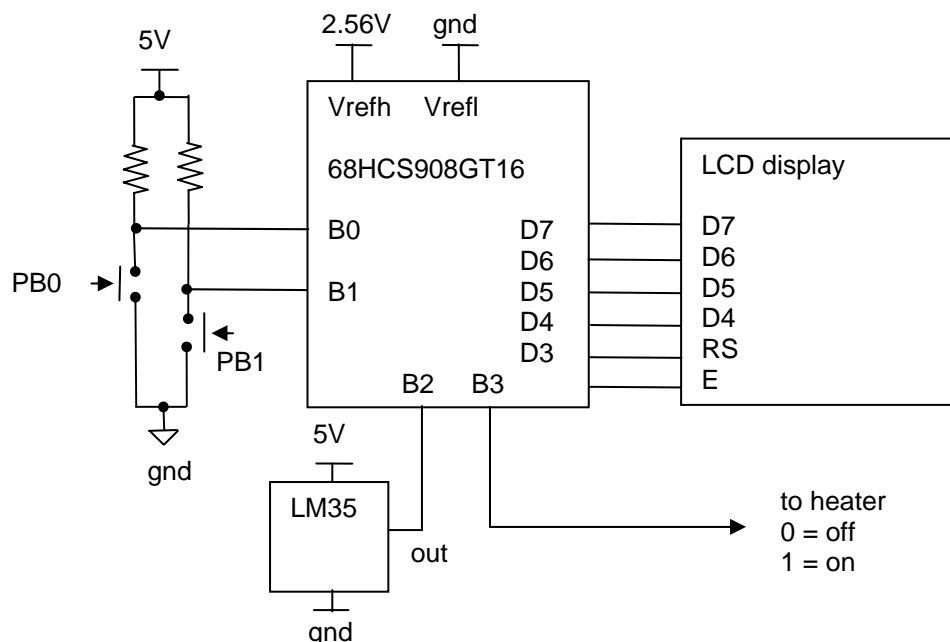 5V
2.56V
gnd
Vrefh
Vrefl
68HCS908GT16
B0
B1
B2
B3
D7
D6
D5
D4
D3
LCD display
D7
D6
D5
D4
RS
E
PB0
PB1
gnd
5V
LM35
out
gnd
to heater
0 = off
1 = on